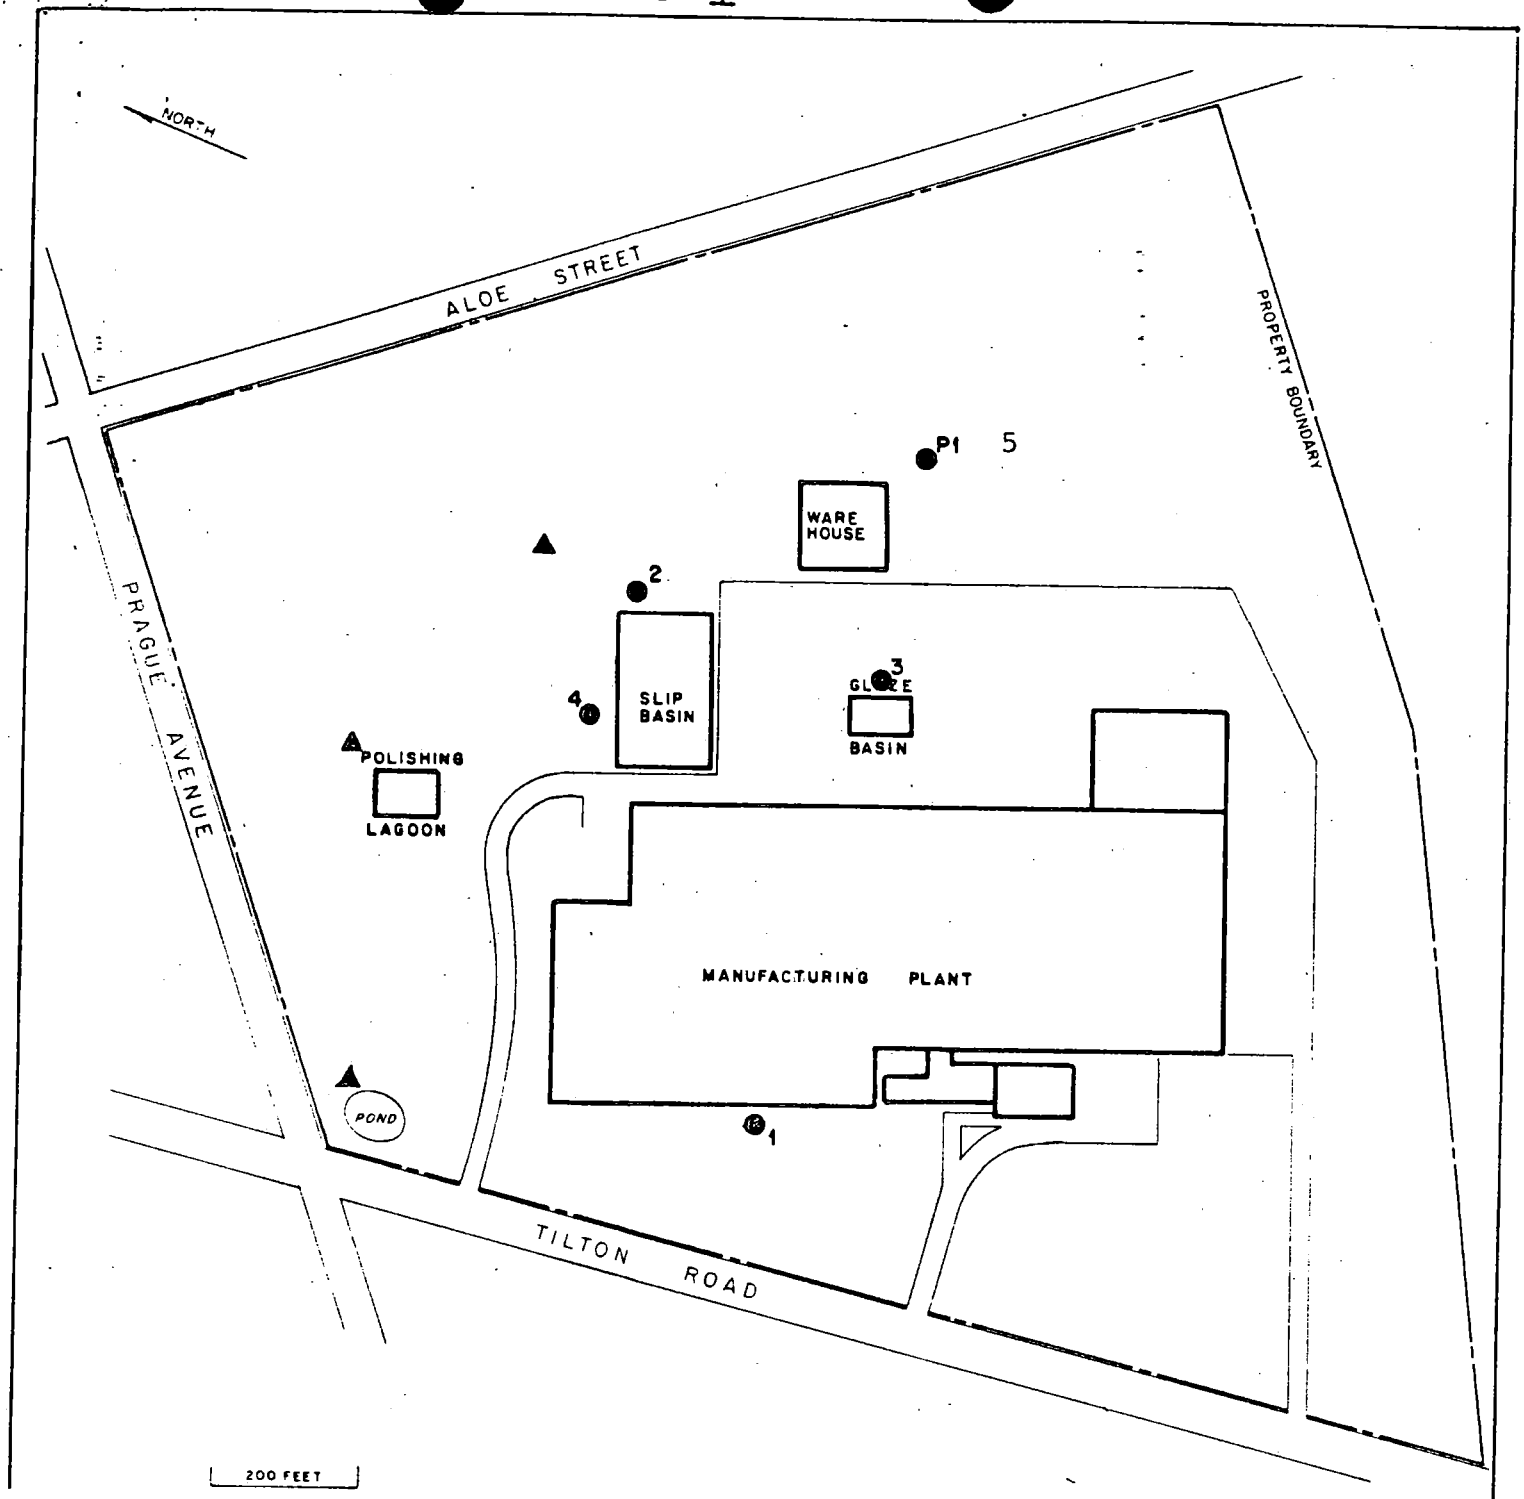 NORTH
ALOE STREET
PROPERTY BOUNDARY
P1 5
WARE
HOUSE
2
3
GLAZE
BASIN
4
SLIP
BASIN
PRAGUE AVENUE
POLISHING
LAGOON
MANUFACTURING PLANT
POND
1
TILTON ROAD
200 FEET